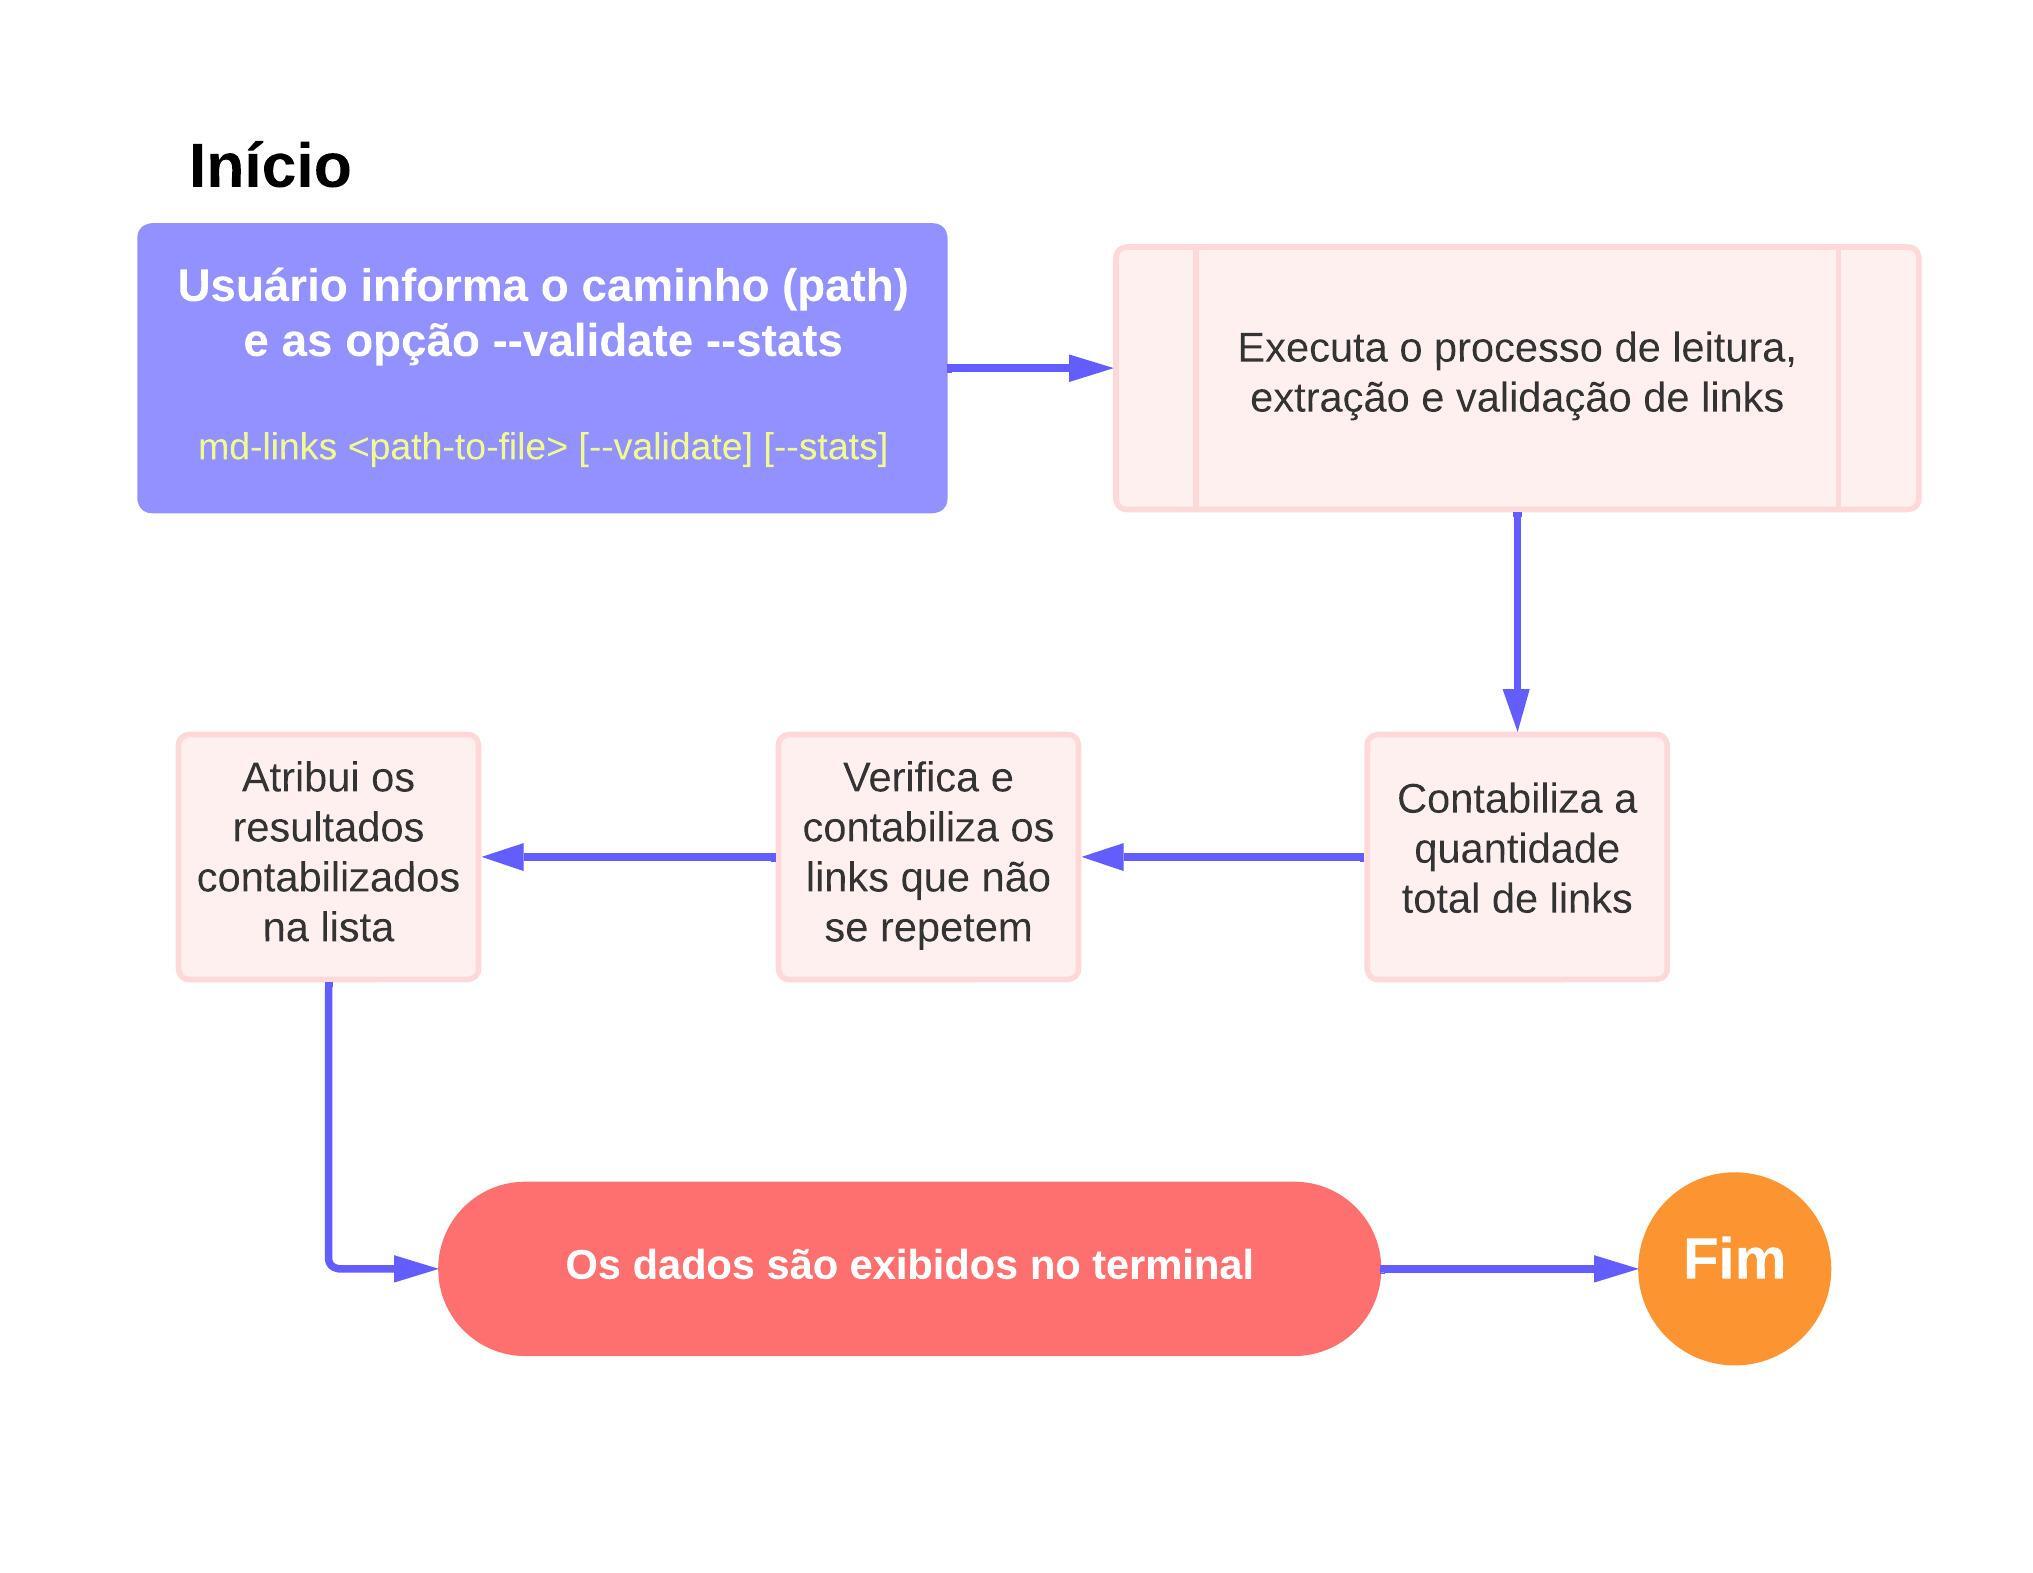 Início
Usuário informa o caminho (path)
e as opção --validate --stats
md-links <path-to-file> [--validate] [--stats]
Executa o processo de leitura,
extração e validação de links
Contabiliza a
quantidade
total de links
Verifica e
contabiliza os
links que não
se repetem
Atribui os
resultados
contabilizados
na lista
Os dados são exibidos no terminal
Fim